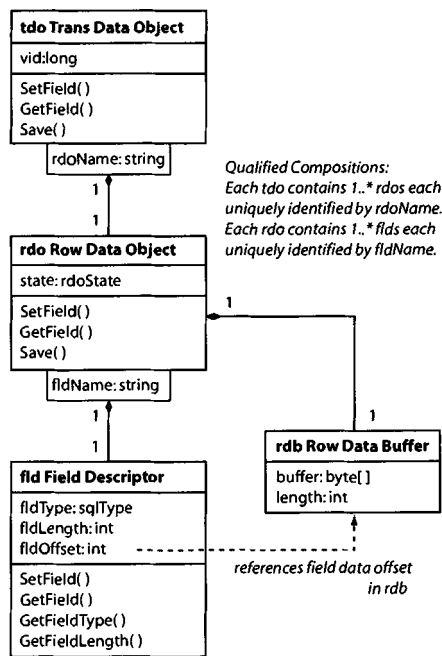 tdo Trans Data Object
vid:long
SetField( )
GetField( )
Save( )
rdoName: string
1
1
Qualified Compositions:
Each tdo contains 1..* rdos each
uniquely identified by rdoName.
Each rdo contains 1..* flds each
uniquely identified by fldName.
rdo Row Data Object
state: rdoState
SetField( )
GetField( )
Save( )
fldName: string
1
1
1
1
fld Field Descriptor
fldType: sqlType
fldLength: int
fldOffset: int
SetField( )
GetField( )
GetFieldType( )
GetFieldLength( )
rdb Row Data Buffer
buffer: byte[ ]
length: int
references field data offset
in rdb